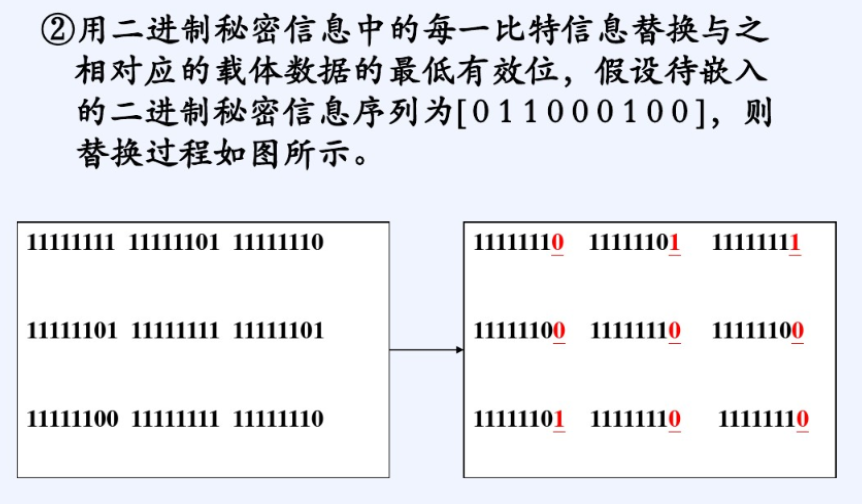 ②用二进制秘密信息中的每一比特信息替换与之
相对应的载体数据的最低有效位，假设待嵌入
的二进制秘密信息序列为[0 1 1 0 0 0 1 0 0]，则
替换过程如图所示。
11111111 11111101 11111110
11111101 11111111 11111101
11111100 11111111 11111110
11111110 11111101 11111111
11111100 11111110 11111100
11111101 11111110 11111110